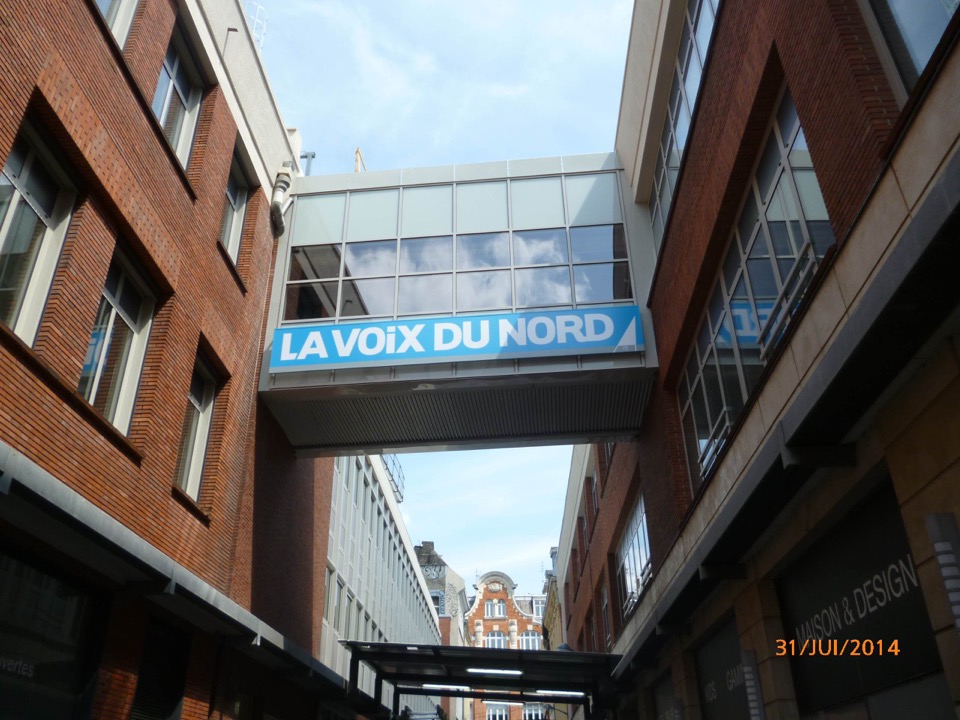 LA VOiX DU NORD
MAISON & DESIGN
31/JUI/2014